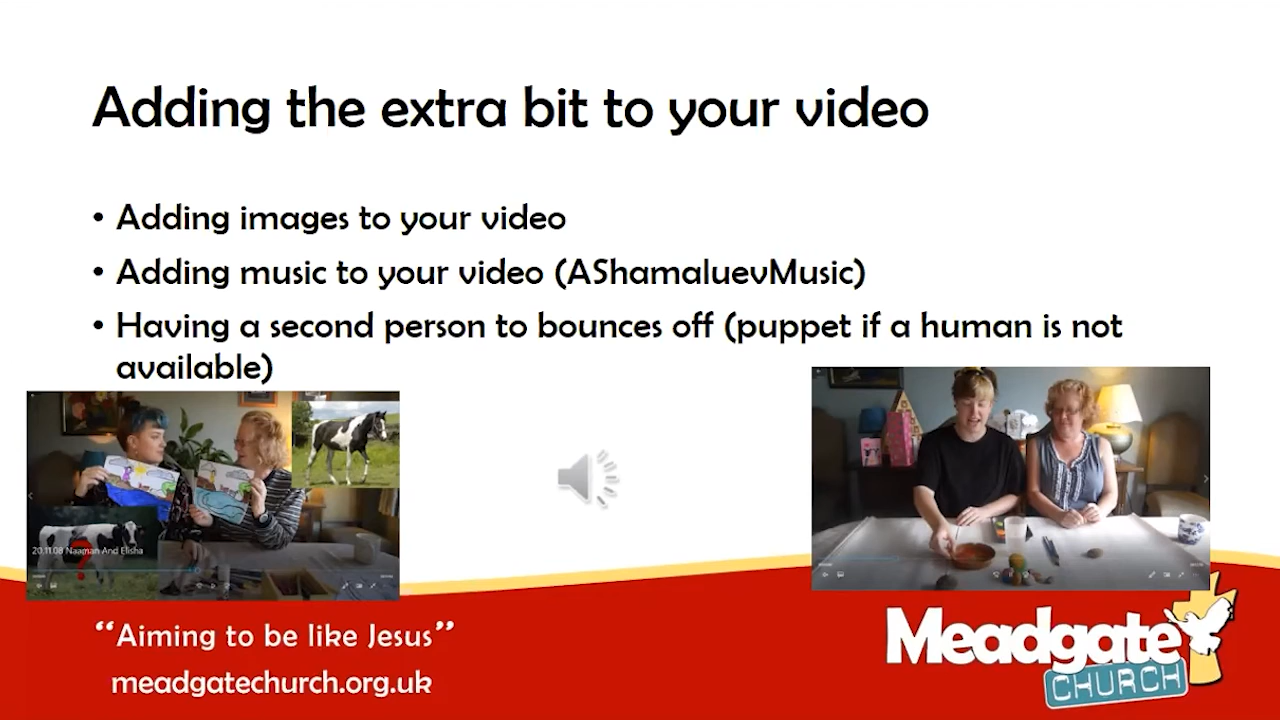 Adding the extra bit to your video
• Adding images to your video
• Adding music to your video (AShamaluevMusic)
• Having a second person to bounces off (puppet if a human is not
available)
20.11.08 Naaman And Elisha
?
“Aiming to be like Jesus”
meadgatechurch.org.uk
Meadgate
CHURCH